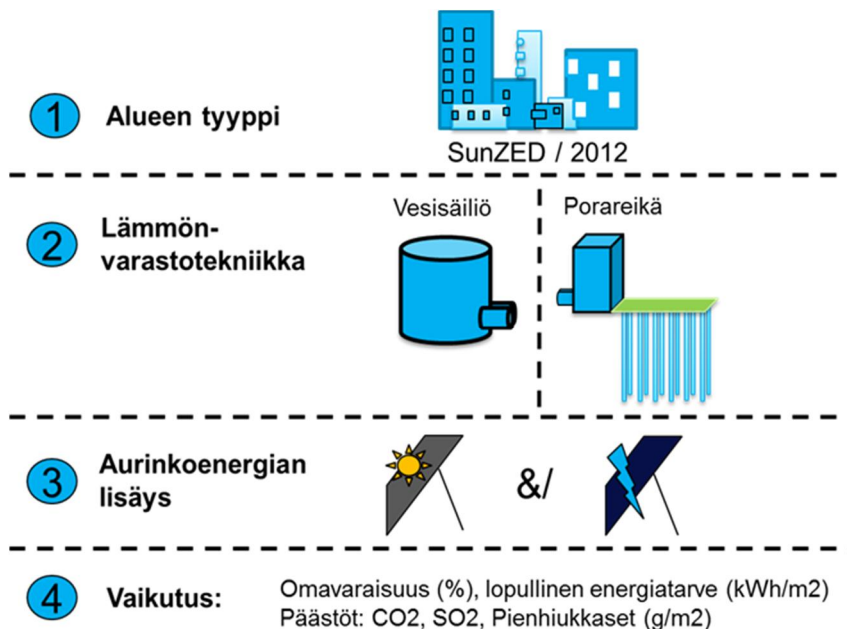 1 Alueen tyyppi
SunZED / 2012
Vesisäiliö
Porareikä
2 Lämmön-
varastotekniikka
3 Aurinkoenergian
lisäys
&/
4 Vaikutus:
Omavaraisuus (%), lopullinen energiatarve (kWh/m2)
Päästöt: CO2, SO2, Pienhiukkaset (g/m2)